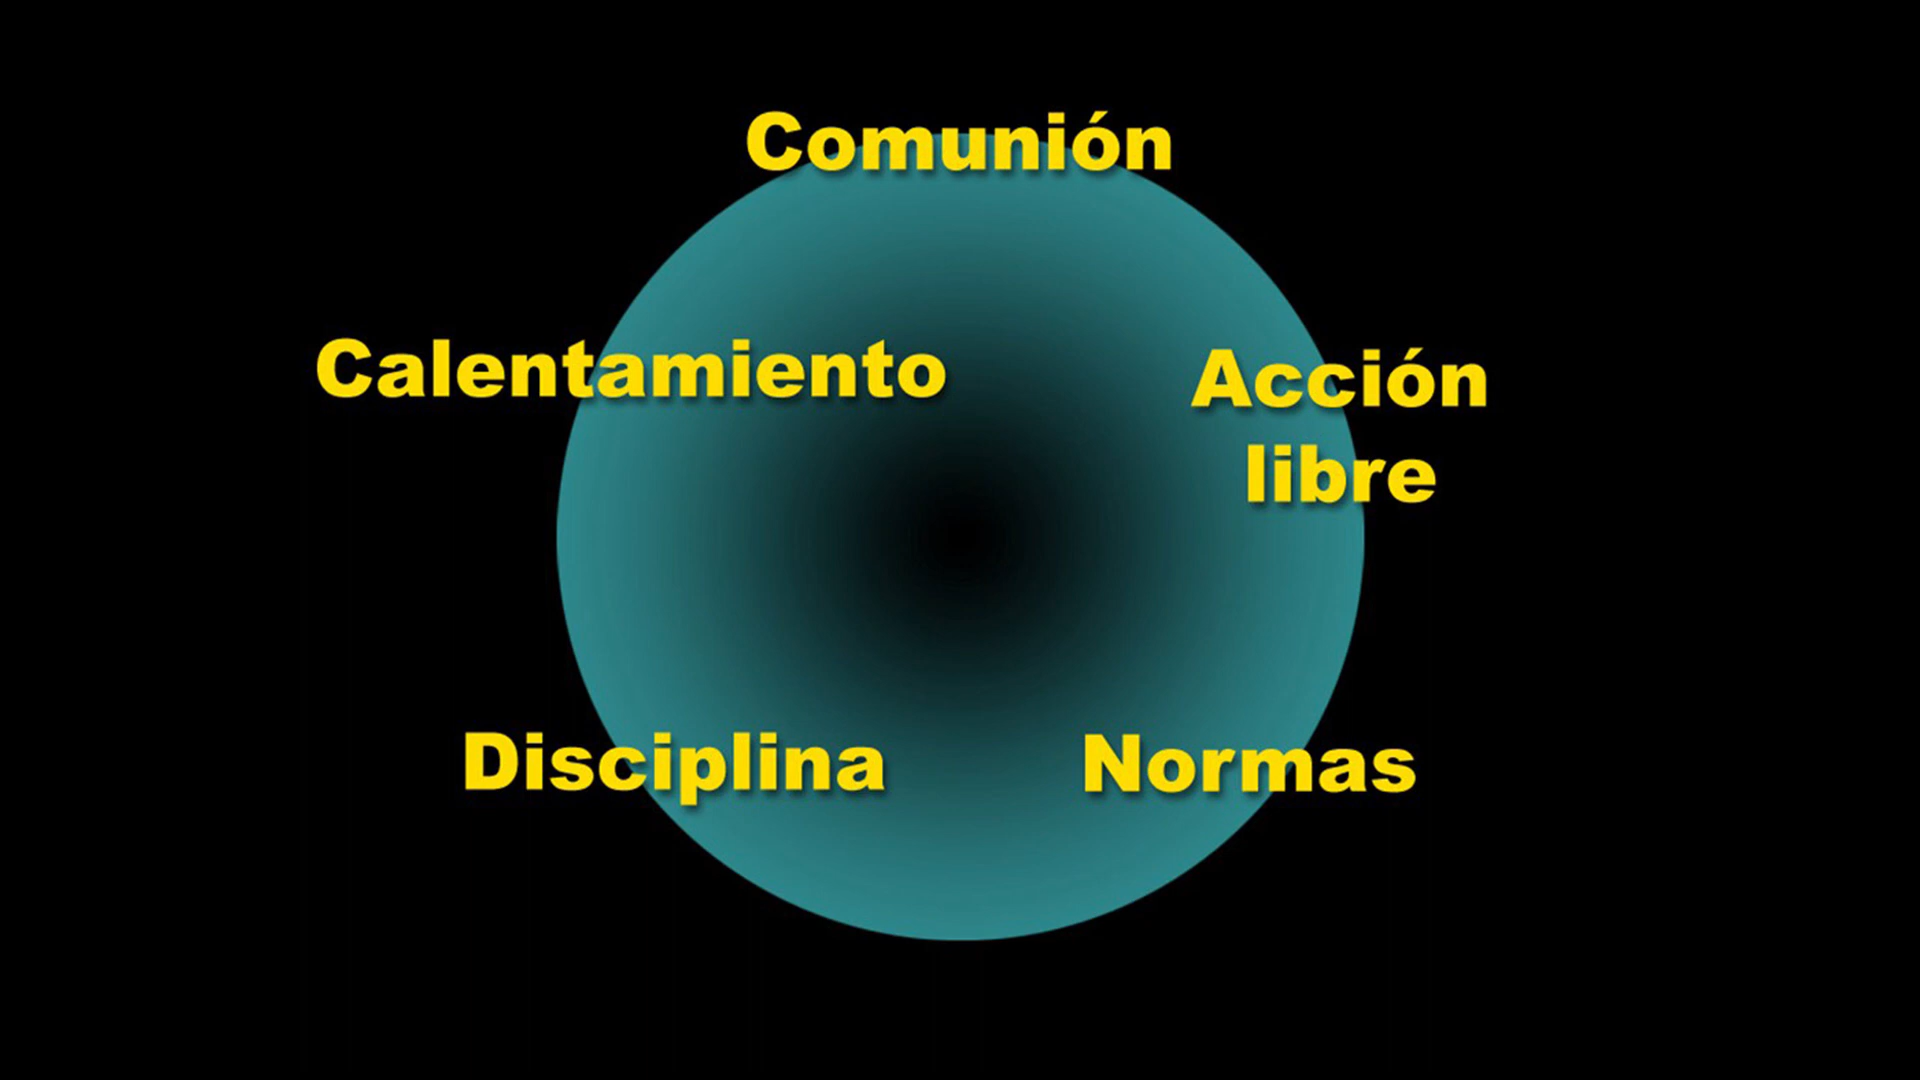 Comunión
Calentamiento
Acción
libre
Disciplina
Normas